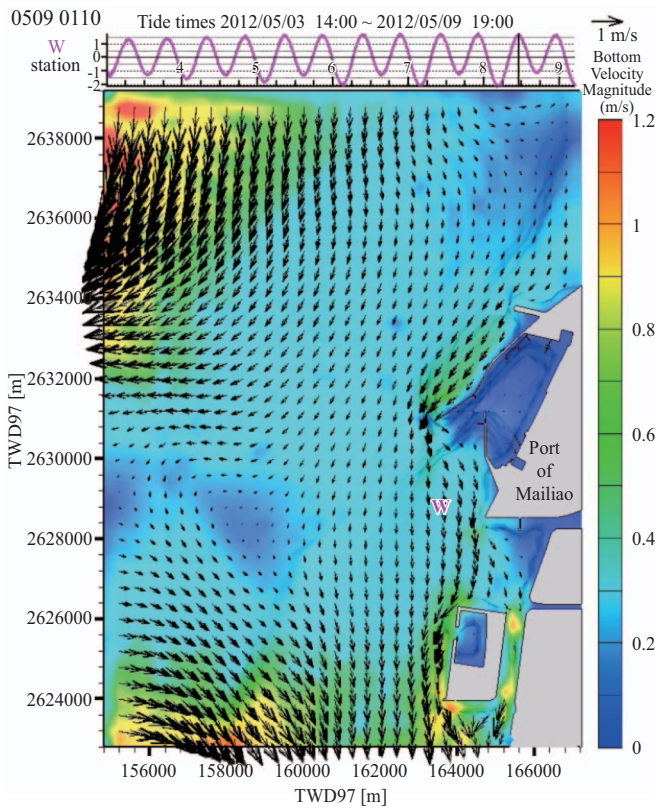 0509 0110
Tide times 2012/05/03 14:00 ~ 2012/05/09 19:00
1 m/s
W
station
1
0
-1
-2
4
5
6
7
8
9
Bottom
Velocity
Magnitude
(m/s)
1.2
1
0.8
0.6
0.4
0.2
0
TWD97 [m]
2638000
2636000
2634000
2632000
2630000
2628000
2626000
2624000
Port
of
Mailiao
W
156000
158000
160000
162000
164000
166000
TWD97 [m]